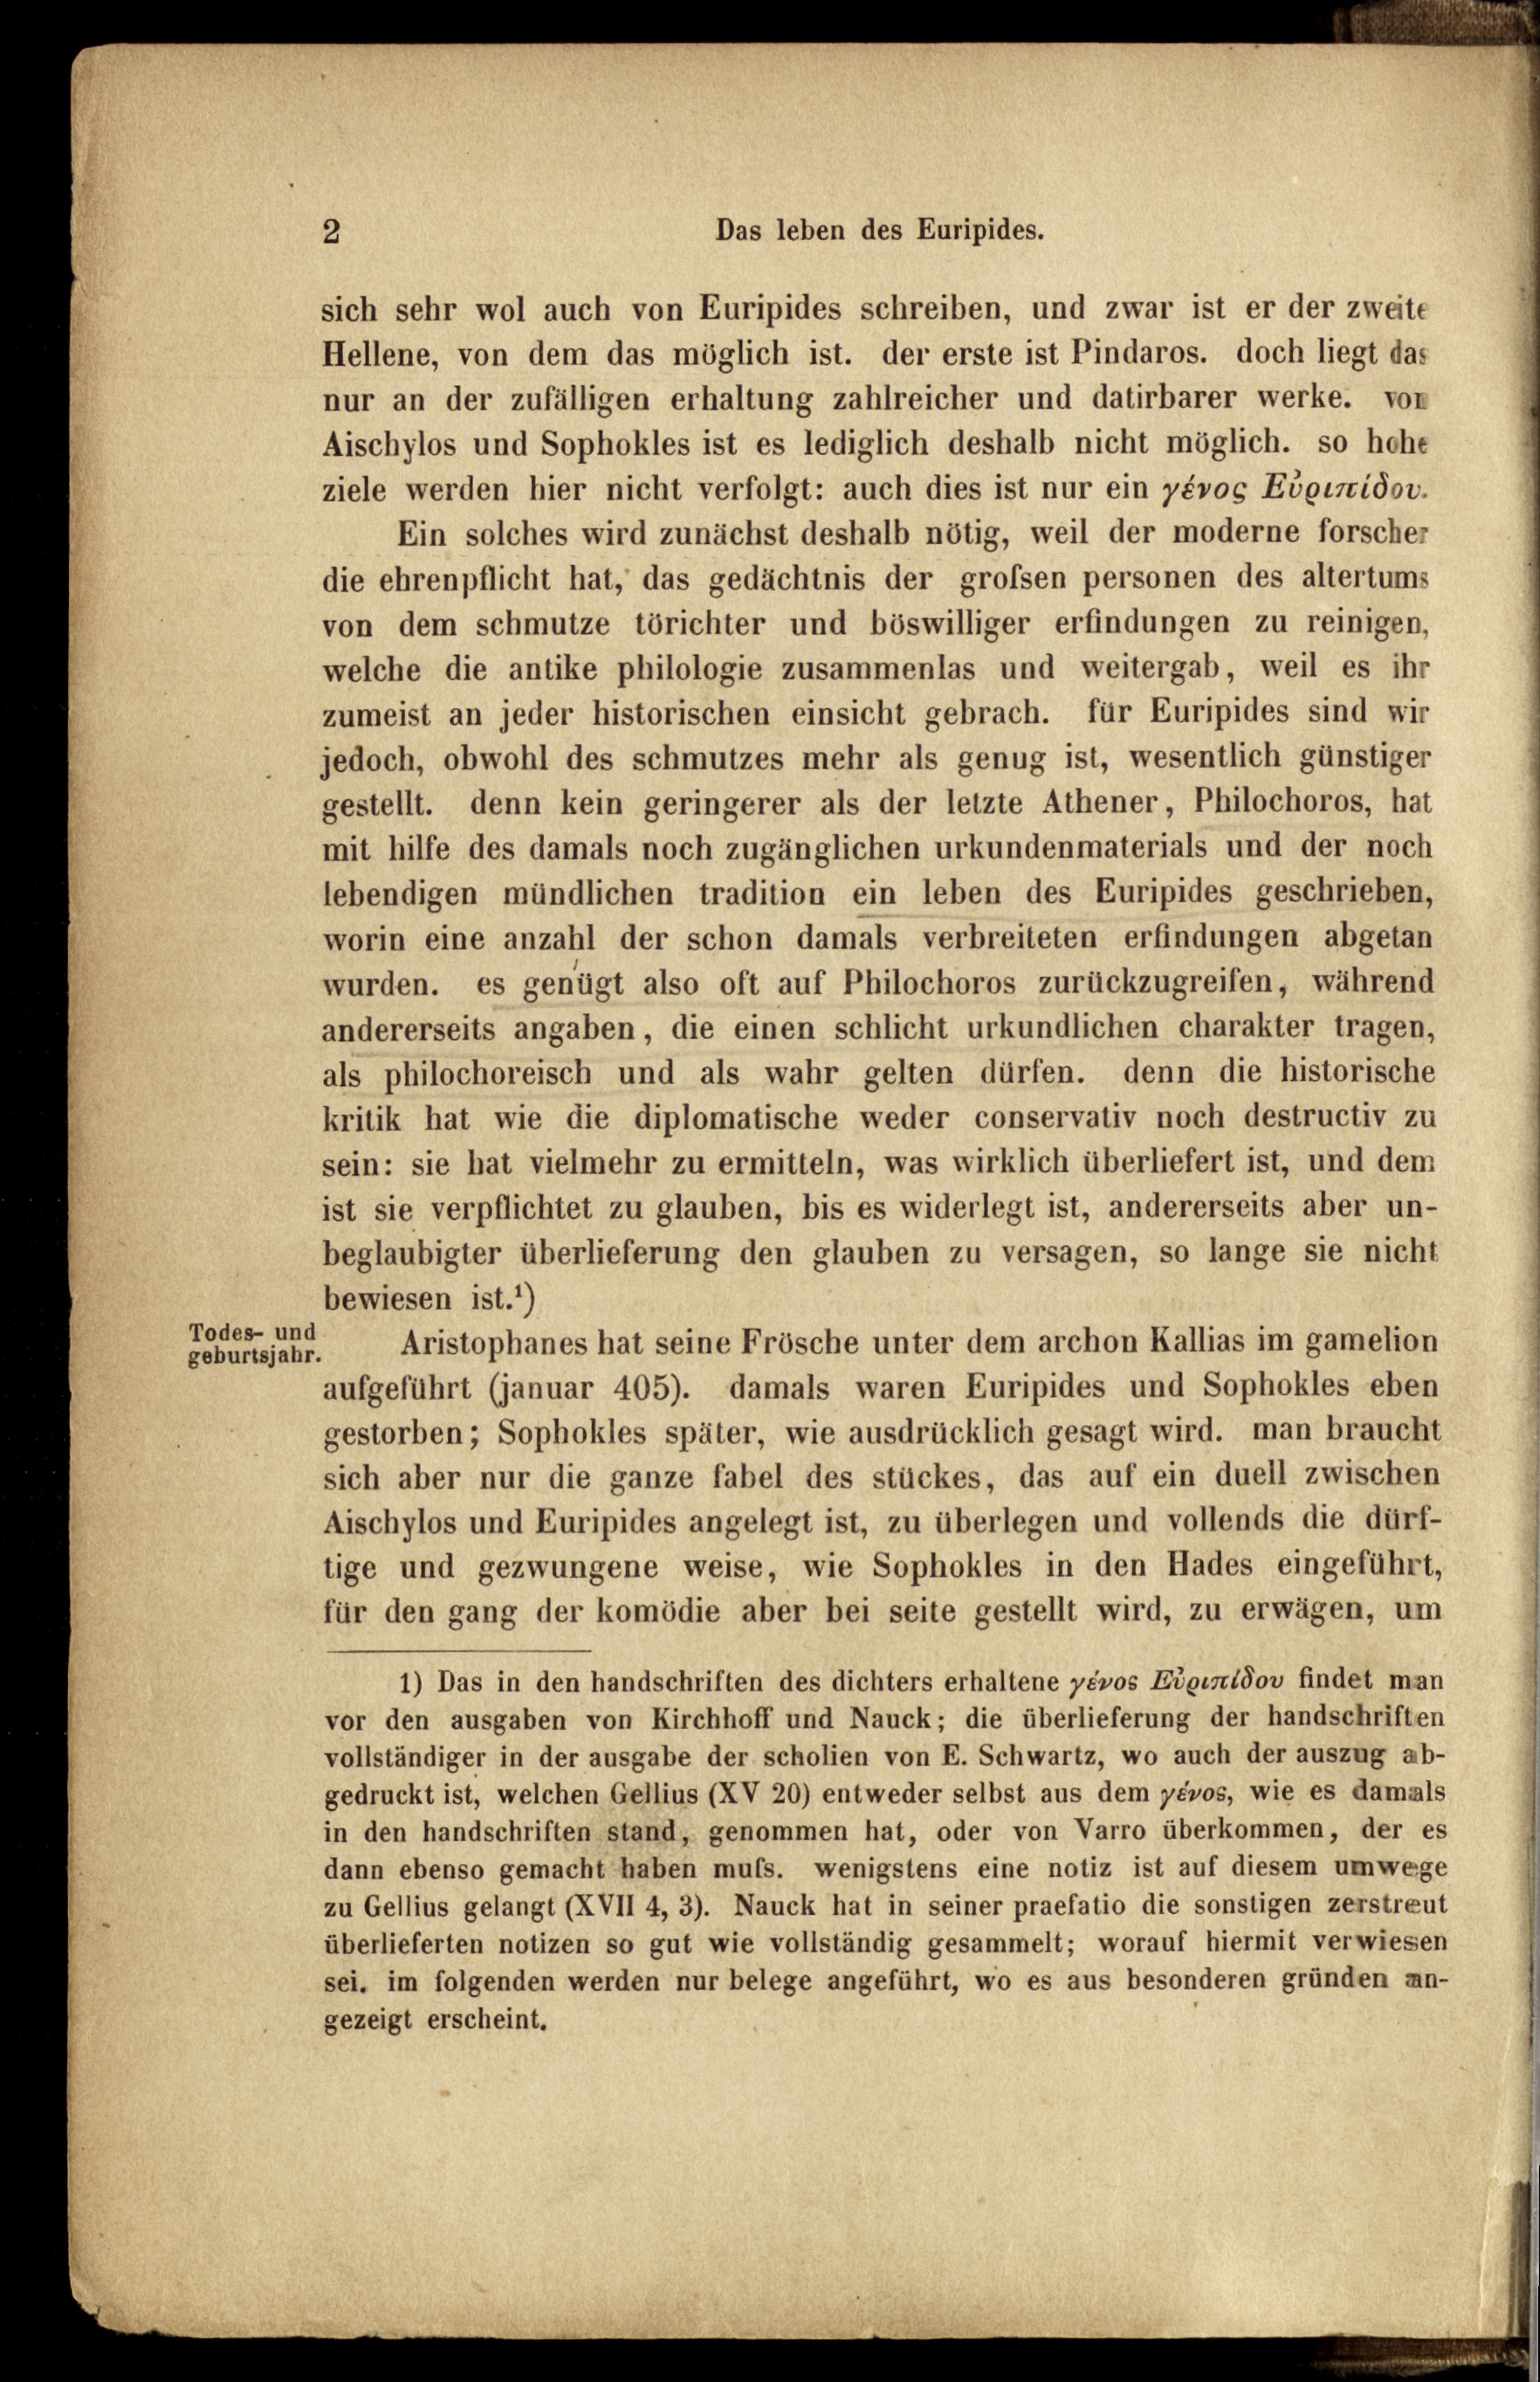 2 Das leben des Euripides.
sich sehr wol auch von Euripides schreiben, und zwar ist er der zweite
Hellene, von dem das möglich ist. der erste ist Pindaros. doch liegt das
nur an der zufälligen erhaltung zahlreicher und datirbarer werke. von
Aischylos und Sophokles ist es lediglich deshalb nicht möglich. so hohe
ziele werden hier nicht verfolgt: auch dies ist nur ein γένος Εὐριπίδου.
Ein solches wird zunächst deshalb nötig, weil der moderne forscher
die ehrenpflicht hat, das gedächtnis der groſsen personen des altertums
von dem schmutze törichter und böswilliger erfindungen zu reinigen,
welche die antike philologie zusammenlas und weitergab, weil es ihr
zumeist an jeder historischen einsicht gebrach. für Euripides sind wir
jedoch, obwohl des schmutzes mehr als genug ist, wesentlich günstiger
gestellt. denn kein geringerer als der letzte Athener, Philochoros, hat
mit hilfe des damals noch zugänglichen urkundenmaterials und der noch
lebendigen mündlichen tradition ein leben des Euripides geschrieben,
worin eine anzahl der schon damals verbreiteten erfindungen abgetan
wurden. es genügt also oft auf Philochoros zurückzugreifen, während
andererseits angaben, die einen schlicht urkundlichen charakter tragen,
als philochoreisch und als wahr gelten dürfen. denn die historische
kritik hat wie die diplomatische weder conservativ noch destructiv zu
sein: sie hat vielmehr zu ermitteln, was wirklich überliefert ist, und dem
ist sie verpflichtet zu glauben, bis es widerlegt ist, andererseits aber un-
beglaubigter überlieferung den glauben zu versagen, so lange sie nicht
bewiesen ist.¹)
Todes- und
geburtsjahr.
Aristophanes hat seine Frösche unter dem archon Kallias im gamelion
aufgeführt (januar 405). damals waren Euripides und Sophokles eben
gestorben; Sophokles später, wie ausdrücklich gesagt wird. man braucht
sich aber nur die ganze fabel des stückes, das auf ein duell zwischen
Aischylos und Euripides angelegt ist, zu überlegen und vollends die dürf-
tige und gezwungene weise, wie Sophokles in den Hades eingeführt,
für den gang der komödie aber bei seite gestellt wird, zu erwägen, um
1) Das in den handschriften des dichters erhaltene γένος Εὐριπίδου findet man
vor den ausgaben von Kirchhoff und Nauck; die überlieferung der handschriften
vollständiger in der ausgabe der scholien von E. Schwartz, wo auch der auszug ab-
gedruckt ist, welchen Gellius (XV 20) entweder selbst aus dem γένος, wie es damals
in den handschriften stand, genommen hat, oder von Varro überkommen, der es
dann ebenso gemacht haben muſs. wenigstens eine notiz ist auf diesem umwege
zu Gellius gelangt (XVII 4, 3). Nauck hat in seiner praefatio die sonstigen zerstreut
überlieferten notizen so gut wie vollständig gesammelt; worauf hiermit verwiesen
sei. im folgenden werden nur belege angeführt, wo es aus besonderen gründen an-
gezeigt erscheint.